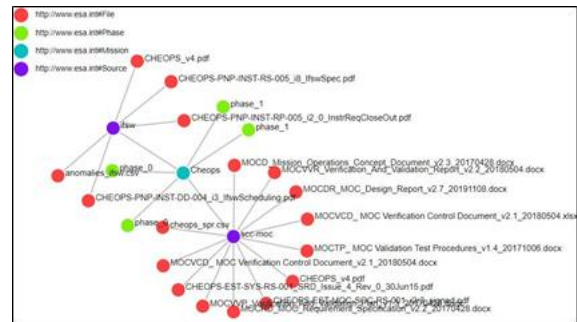 http://www.esa.int#File
http://www.esa.int#Phase
http://www.esa.int#Mission
http://www.esa.int#Source
CHEOPS_v4.pdf
CHEOPS-PNP-INST-RS-005_i8_IfswSpec.pdf
phase_1
CHEOPS-PNP-INST-RP-005_i2_0_InstrReqCloseOut.pdf
ifsw
phase_1
MOCD_Mission_Operations_Concept_Document_v2.3_20170428.docx
phase_0
Cheops
MOCVVR_Verification_And_Validation_Report_v2.2_20180504.docx
anomalies_ifsw.csv
MOCDR_MOC_Design_Report_v2.7_20191108.docx
CHEOPS-PNP-INST-DD-004_i3_IfswScheduling.pdf
MOCVCD_ MOC Verification Control Document_v2.1_20180504.xlsx
phase_0
cheops_spr.csv
scc-moc
MOCTP_ MOC Validation Test Procedures_v1.4_20171006.docx
MOCVCD_ MOC Verification Control Document_v2.1_20180504.docx
CHEOPS_v4.pdf
CHEOPS-EST-SYS-RS-001_SRD_Issue_4_Rev_0_30Jun15.pdf
MOCRD_MOC_Requirement_Specification_v2.2_20170428.docx